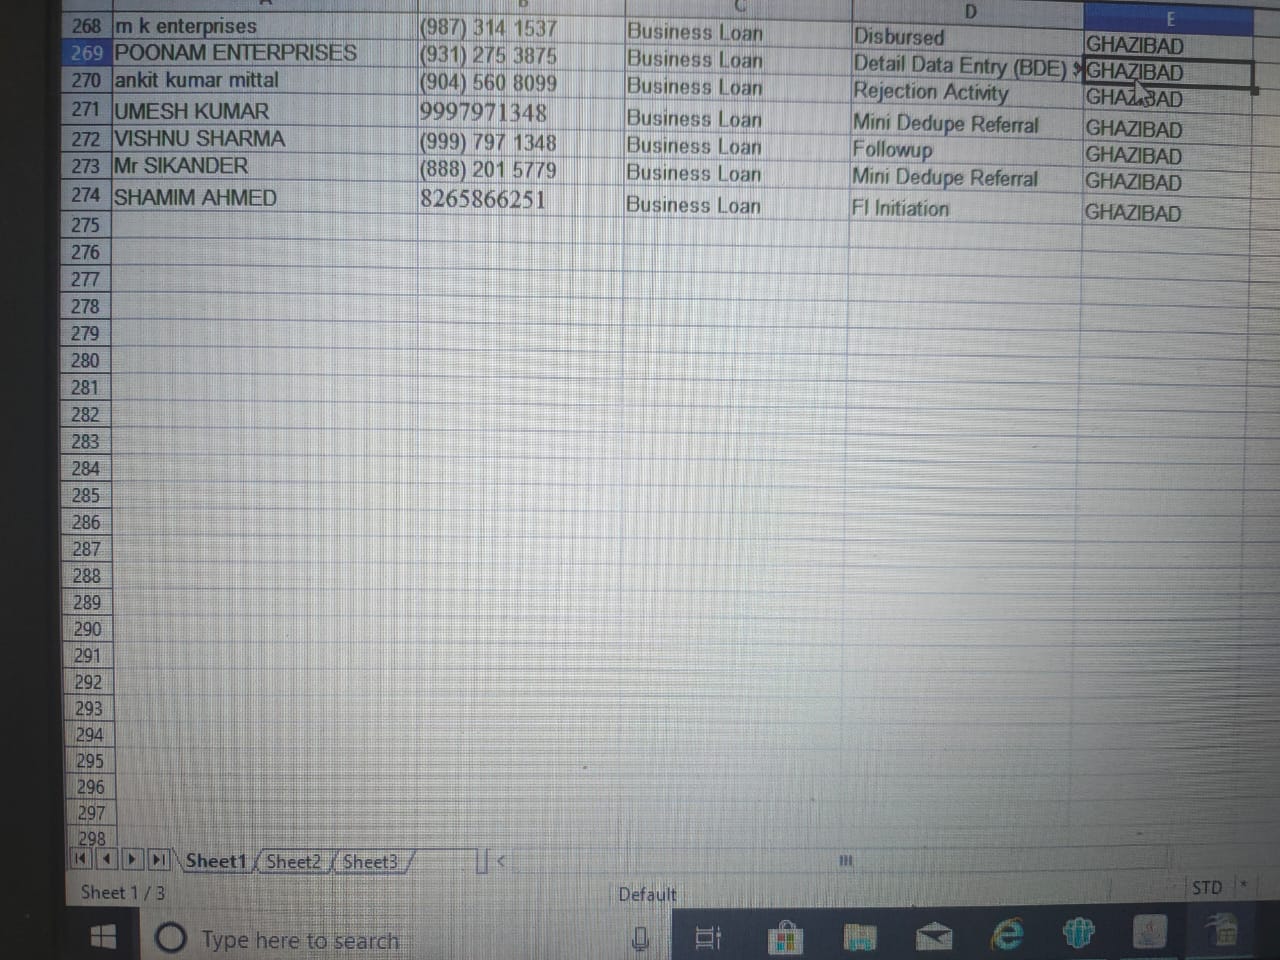 A B C D E
268 m k enterprises (987) 314 1537 Business Loan Disbursed GHAZIBAD
269 POONAM ENTERPRISES (931) 275 3875 Business Loan Detail Data Entry (BDE) GHAZIBAD
270 ankit kumar mittal (904) 560 8099 Business Loan Rejection Activity GHAZIBAD
271 UMESH KUMAR 9997971348 Business Loan Mini Dedupe Referral GHAZIBAD
272 VISHNU SHARMA (999) 797 1348 Business Loan Followup GHAZIBAD
273 Mr SIKANDER (888) 201 5779 Business Loan Mini Dedupe Referral GHAZIBAD
274 SHAMIM AHMED 8265866251 Business Loan FI Initiation GHAZIBAD
275
276
277
278
279
280
281
282
283
284
285
286
287
288
289
290
291
292
293
294
295
296
297
298
Sheet1 Sheet2 Sheet3
Sheet 1 / 3 Default STD *
Type here to search